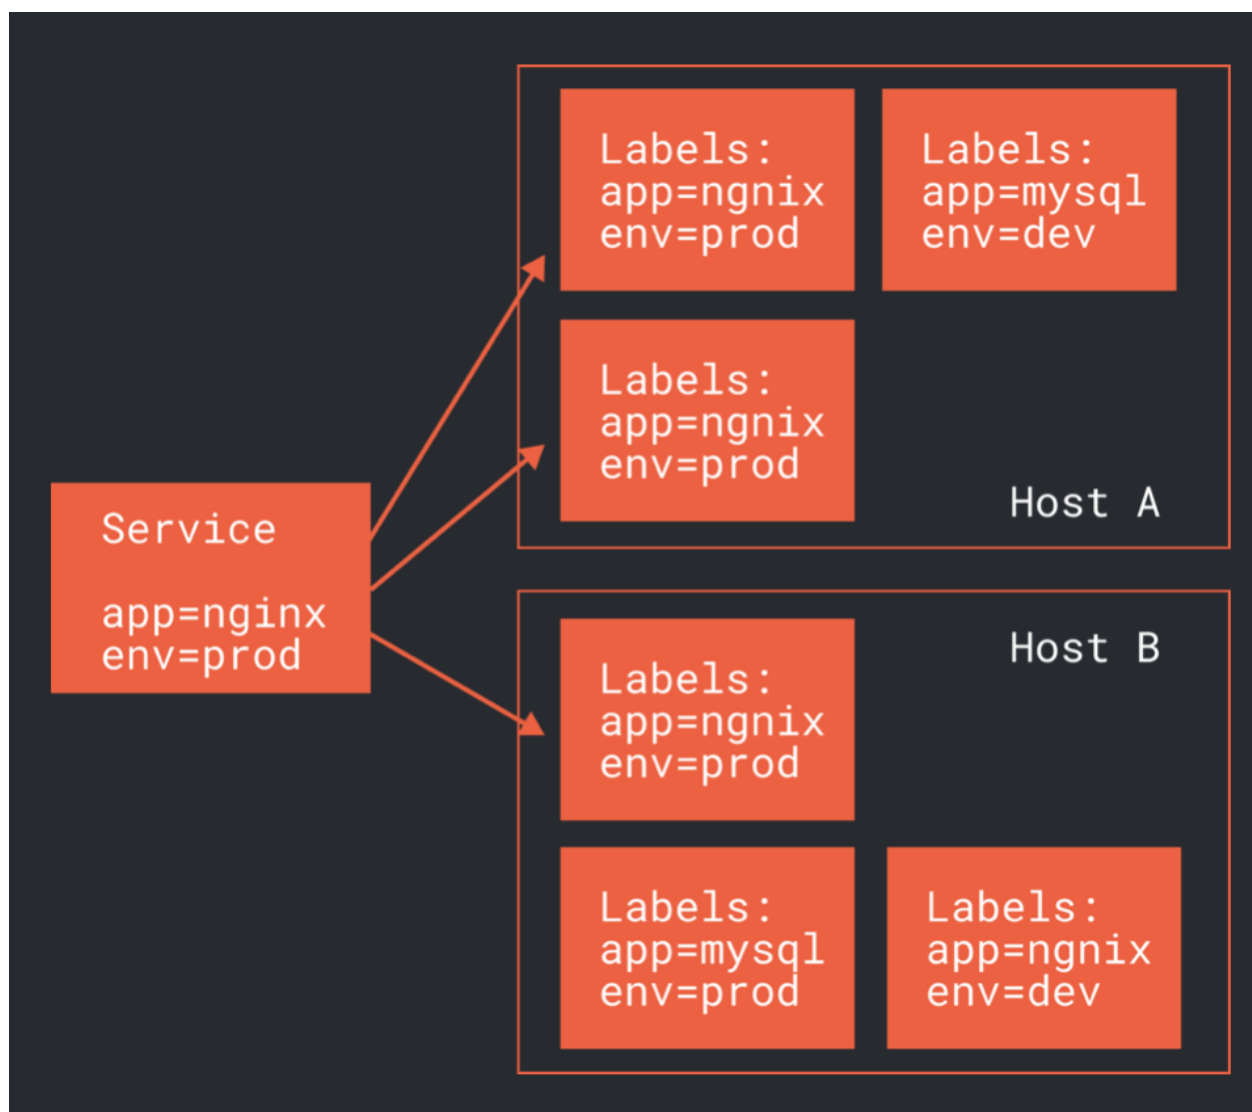 Labels:
app=ngnix
env=prod
Labels:
app=mysql
env=dev
Labels:
app=ngnix
env=prod
Host A
Service
app=nginx
env=prod
Host B
Labels:
app=ngnix
env=prod
Labels:
app=mysql
env=prod
Labels:
app=ngnix
env=dev